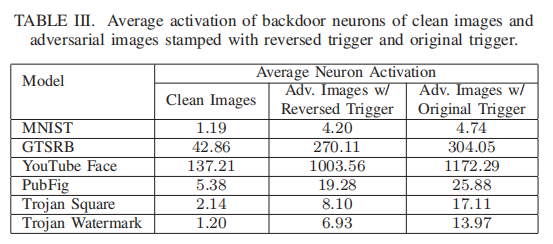 TABLE III. Average activation of backdoor neurons of clean images and
adversarial images stamped with reversed trigger and original trigger.
Model
Average Neuron Activation
Clean Images
Adv. Images w/
Reversed Trigger
Adv. Images w/
Original Trigger
MNIST 1.19 4.20 4.74
GTSRB 42.86 270.11 304.05
YouTube Face 137.21 1003.56 1172.29
PubFig 5.38 19.28 25.88
Trojan Square 2.14 8.10 17.11
Trojan Watermark 1.20 6.93 13.97